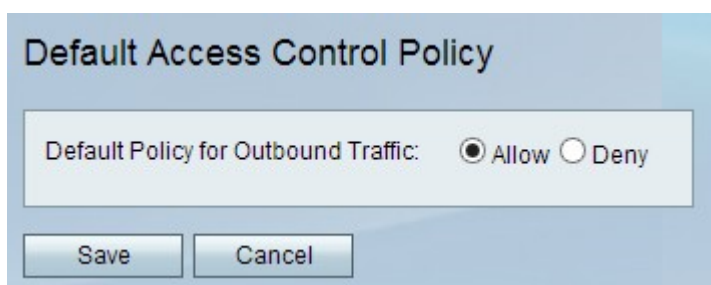 Default Access Control Policy
Default Policy for Outbound Traffic: Allow Deny
Save Cancel